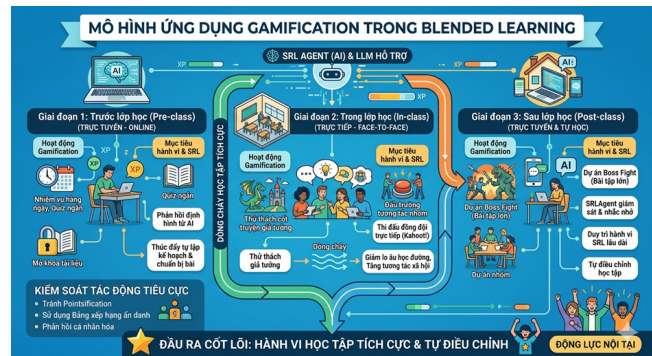 MÔ HÌNH ỨNG DỤNG GAMIFICATION TRONG BLENDED LEARNING
SRL AGENT (AI) & LLM HỖ TRỢ
AI
XP
XP
AI!
Giai đoạn 1: Trước lớp học (Pre-class)
(TRỰC TUYẾN - ONLINE)
Hoạt động
Gamification
Mục tiêu
hành vi & SRL
XP
XP
z
Nhiệm vụ hàng
ngày, Quiz ngắn
Quiz ngắn
Phản hồi định
hình từ AI
Mở khóa tài liệu
Thúc đẩy tự lập
kế hoạch &
chuẩn bị bài
KIỂM SOÁT TÁC ĐỘNG TIÊU CỰC
• Tránh Pointsification
• Sử dụng Bảng xếp hạng ẩn danh
• Phản hồi cá nhân hóa
DÒNG CHẢY HỌC TẬP TÍCH CỰC
Giai đoạn 2: Trong lớp học (In-class)
(TRỰC TIẾP - FACE-TO-FACE)
Hoạt động
Gamification
Mục tiêu
hành vi & SRL
Thử thách cốt
truyện giả tưởng
Đấu trường
tương tác nhóm
Thi đấu đồng đội
trực tiếp (Kahoot!)
Thử thách
giả tưởng
Dòng chảy
Giảm lo âu học đường,
Tăng tương tác xã hội
Giai đoạn 3: Sau lớp học (Post-class)
(TRỰC TUYẾN & TỰ HỌC)
Hoạt động
Gamification
Mục tiêu
hành vi & SRL
AI
Dự án Boss Fight
(Bài tập lớn)
Dự án Boss Fight
(Bài tập lớn)
SRLAgent giám
sát & nhắc nhở
Duy trì hành vi
SRL lâu dài
Dự án nhóm
Tự điều chỉnh
học tập
ĐẦU RA CỐT LÕI: HÀNH VI HỌC TẬP TÍCH CỰC & TỰ ĐIỀU CHỈNH
ĐỘNG LỰC NỘI TẠI